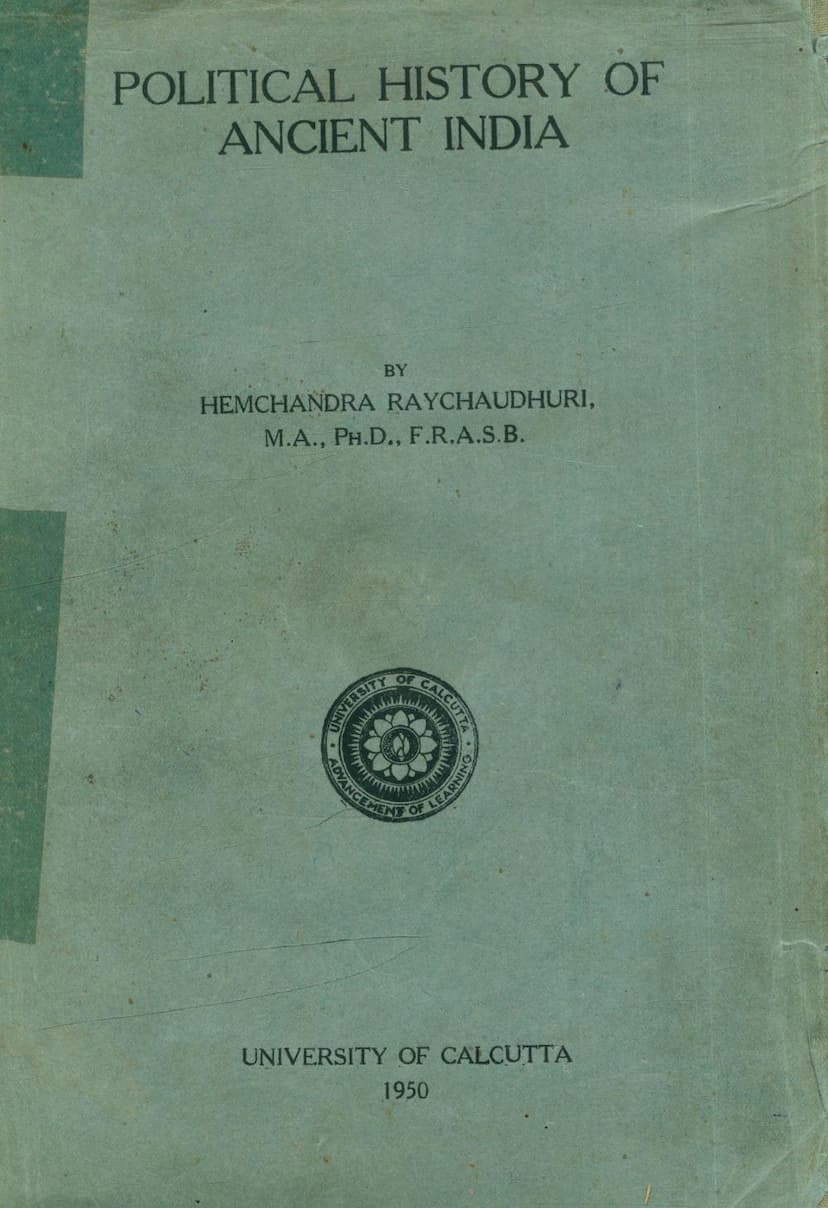 POLITICAL HISTORY OF
ANCIENT INDIA
BY
HEMCHANDRA RAYCHAUDHURI,
M.A., PH.D., F.R.A.S.B.
UNIVERSITY OF CALCUTTA
ADVANCEMENT OF LEARNING
UNIVERSITY OF CALCUTTA
1950